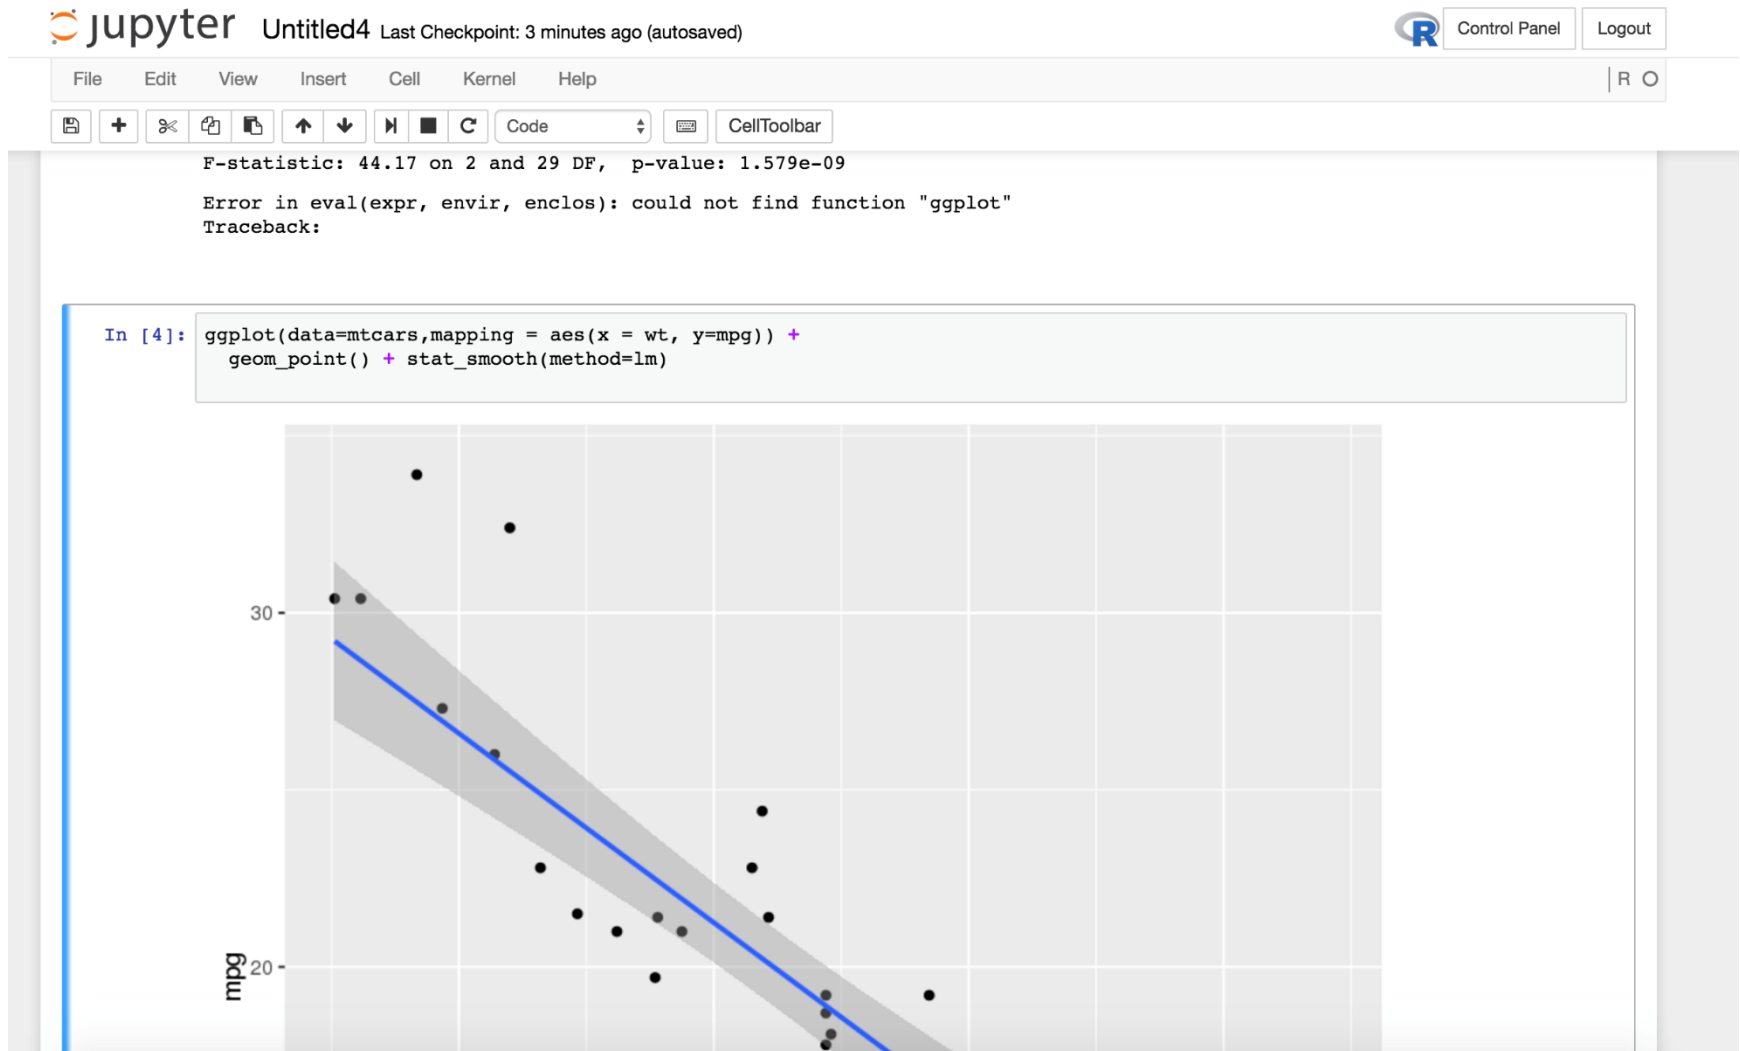 jupyter Untitled4 Last Checkpoint: 3 minutes ago (autosaved) R Control Panel Logout
File Edit View Insert Cell Kernel Help R
Code CellToolbar
F-statistic: 44.17 on 2 and 29 DF,  p-value: 1.579e-09
Error in eval(expr, envir, enclos): could not find function "ggplot"
Traceback:
In [4]: ggplot(data=mtcars,mapping = aes(x = wt, y=mpg)) +
geom_point() + stat_smooth(method=lm)
30
mpg
20